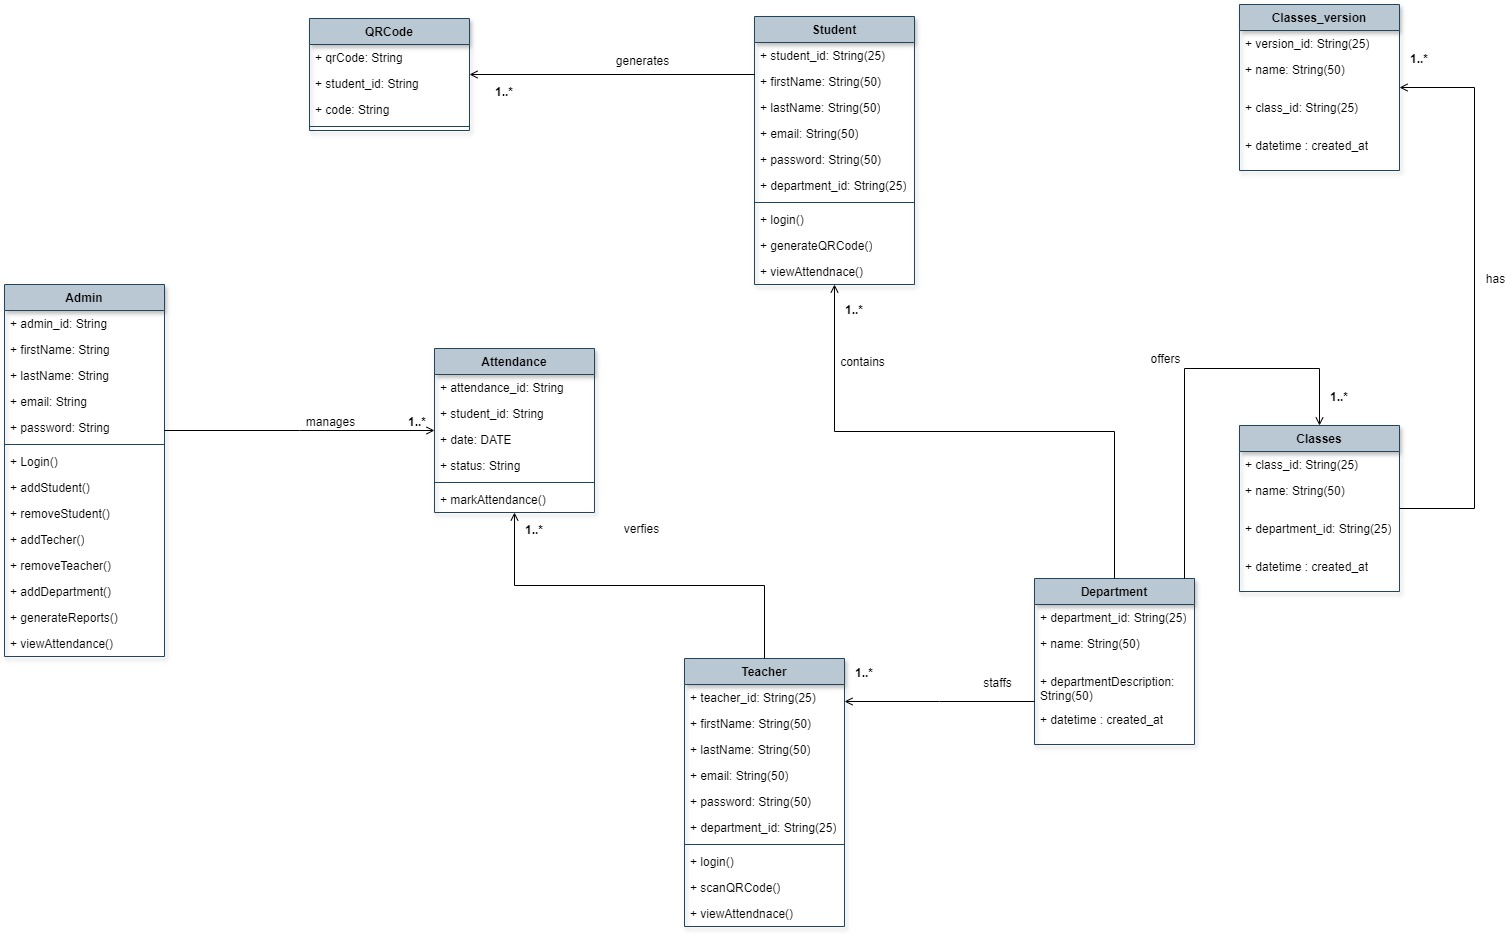 QRCode
+ qrCode: String
+ student_id: String
+ code: String
generates
1..*
Student
+ student_id: String(25)
+ firstName: String(50)
+ lastName: String(50)
+ email: String(50)
+ password: String(50)
+ department_id: String(25)
+ login()
+ generateQRCode()
+ viewAttendnace()
Classes_version
+ version_id: String(25)
+ name: String(50)
+ class_id: String(25)
+ datetime : created_at
1..*
has
Admin
+ admin_id: String
+ firstName: String
+ lastName: String
+ email: String
+ password: String
+ Login()
+ addStudent()
+ removeStudent()
+ addTecher()
+ removeTeacher()
+ addDepartment()
+ generateReports()
+ viewAttendance()
manages
1..*
Attendance
+ attendance_id: String
+ student_id: String
+ date: DATE
+ status: String
+ markAttendance()
1..*
verfies
1..*
contains
offers
1..*
Classes
+ class_id: String(25)
+ name: String(50)
+ department_id: String(25)
+ datetime : created_at
Department
+ department_id: String(25)
+ name: String(50)
+ departmentDescription:
String(50)
+ datetime : created_at
staffs
1..*
Teacher
+ teacher_id: String(25)
+ firstName: String(50)
+ lastName: String(50)
+ email: String(50)
+ password: String(50)
+ department_id: String(25)
+ login()
+ scanQRCode()
+ viewAttendnace()